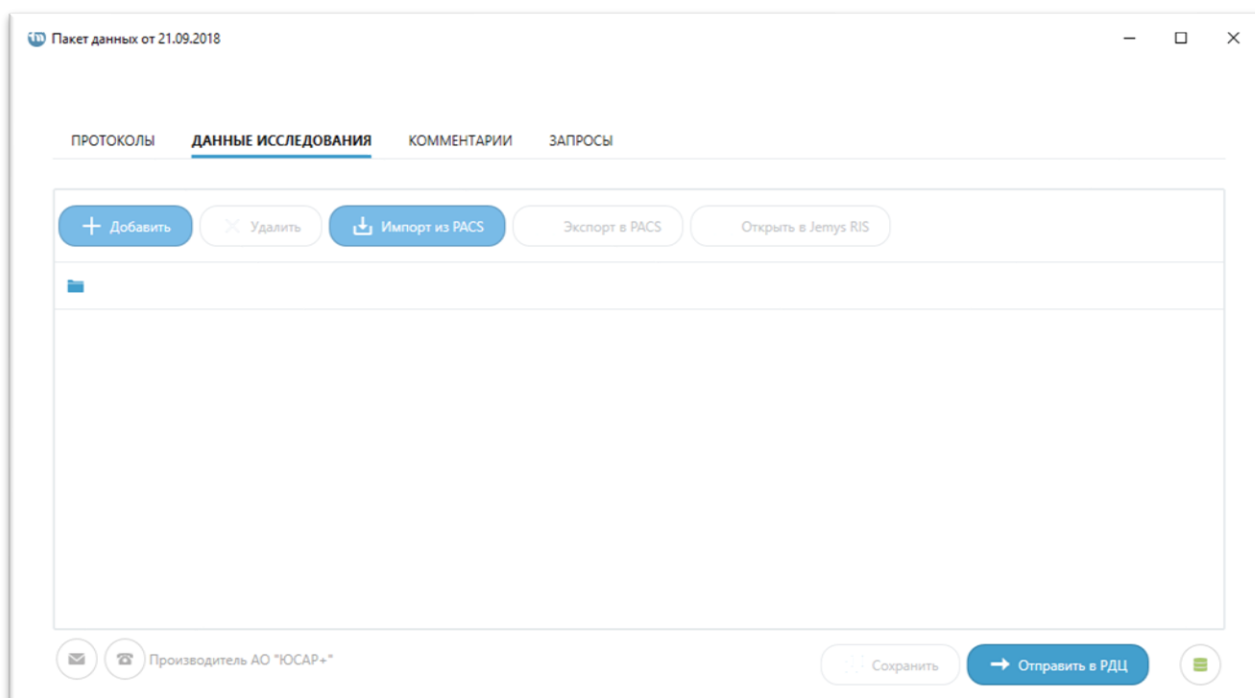 Пакет данных от 21.09.2018
ПРОТОКОЛЫ ДАННЫЕ ИССЛЕДОВАНИЯ КОММЕНТАРИИ ЗАПРОСЫ
Добавить Удалить Импорт из PACS Экспорт в PACS Открыть в Jemys RIS
Производитель АО "ЮСАР+" Сохранить Отправить в РДЦ